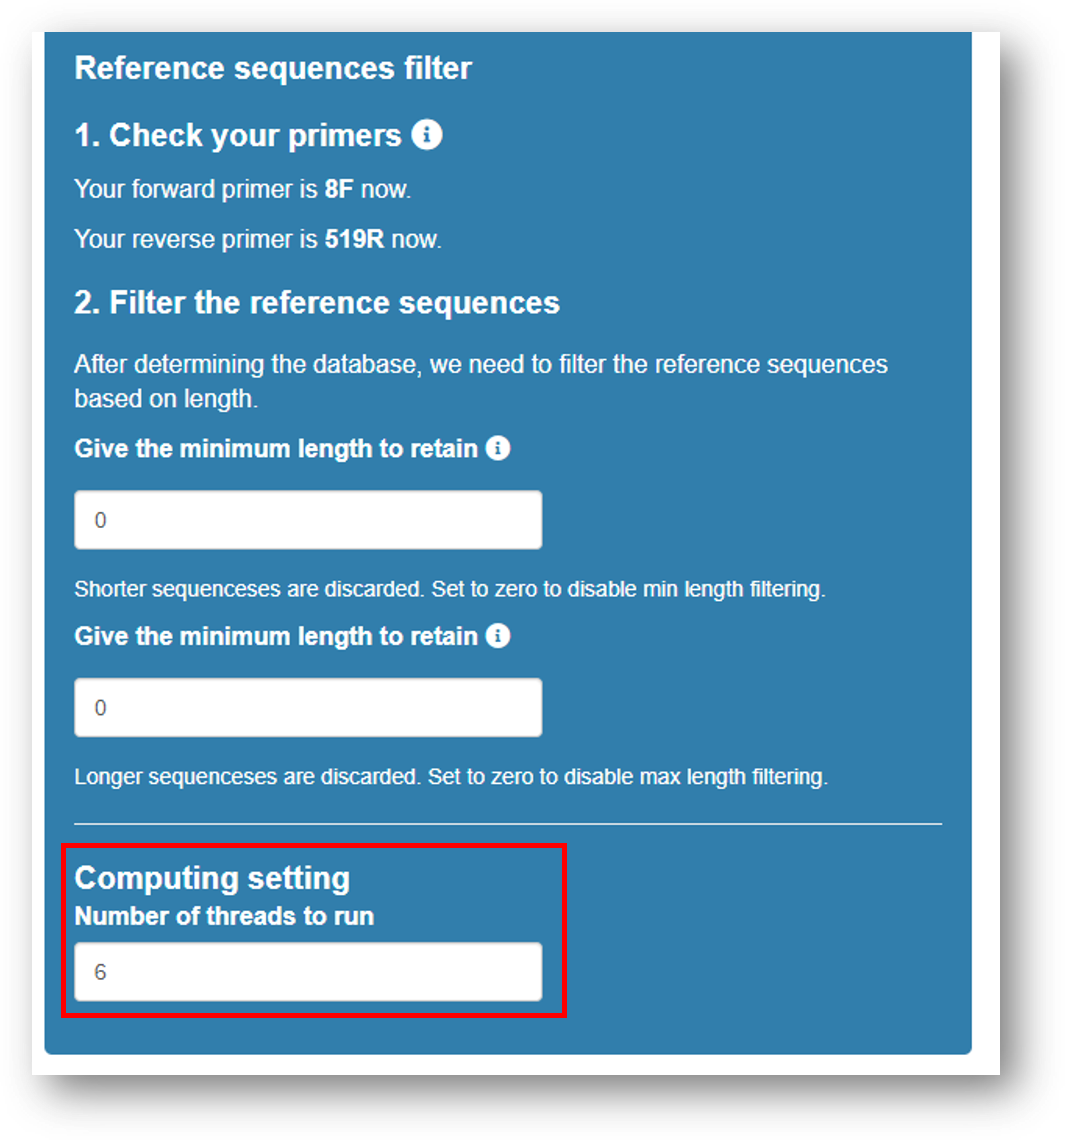 Reference sequences filter
1. Check your primers
Your forward primer is 8F now.
Your reverse primer is 519R now.
2. Filter the reference sequences
After determining the database, we need to filter the reference sequences
based on length.
Give the minimum length to retain
0
Shorter sequenceses are discarded. Set to zero to disable min length filtering.
Give the minimum length to retain
0
Longer sequenceses are discarded. Set to zero to disable max length filtering.
Computing setting
Number of threads to run
6